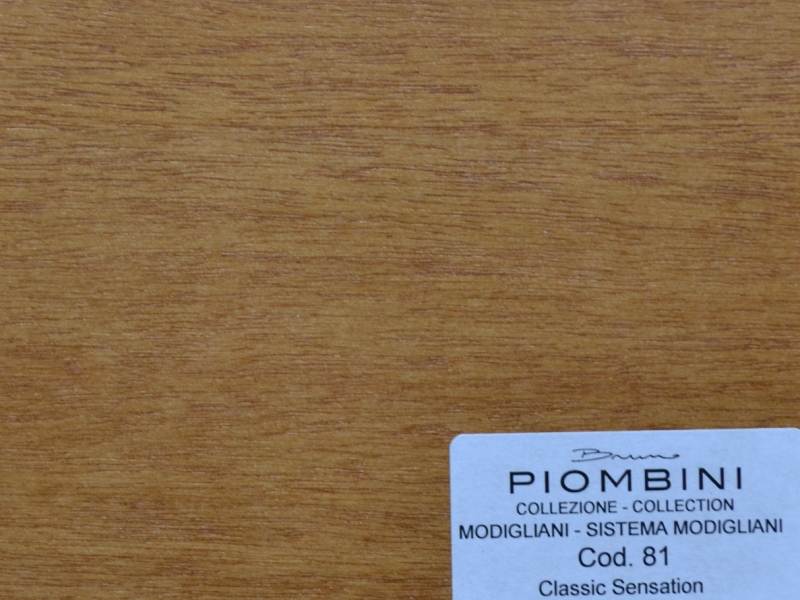 Bruno
PIOMBINI
COLLEZIONE - COLLECTION
MODIGLIANI - SISTEMA MODIGLIANI
Cod. 81
Classic Sensation